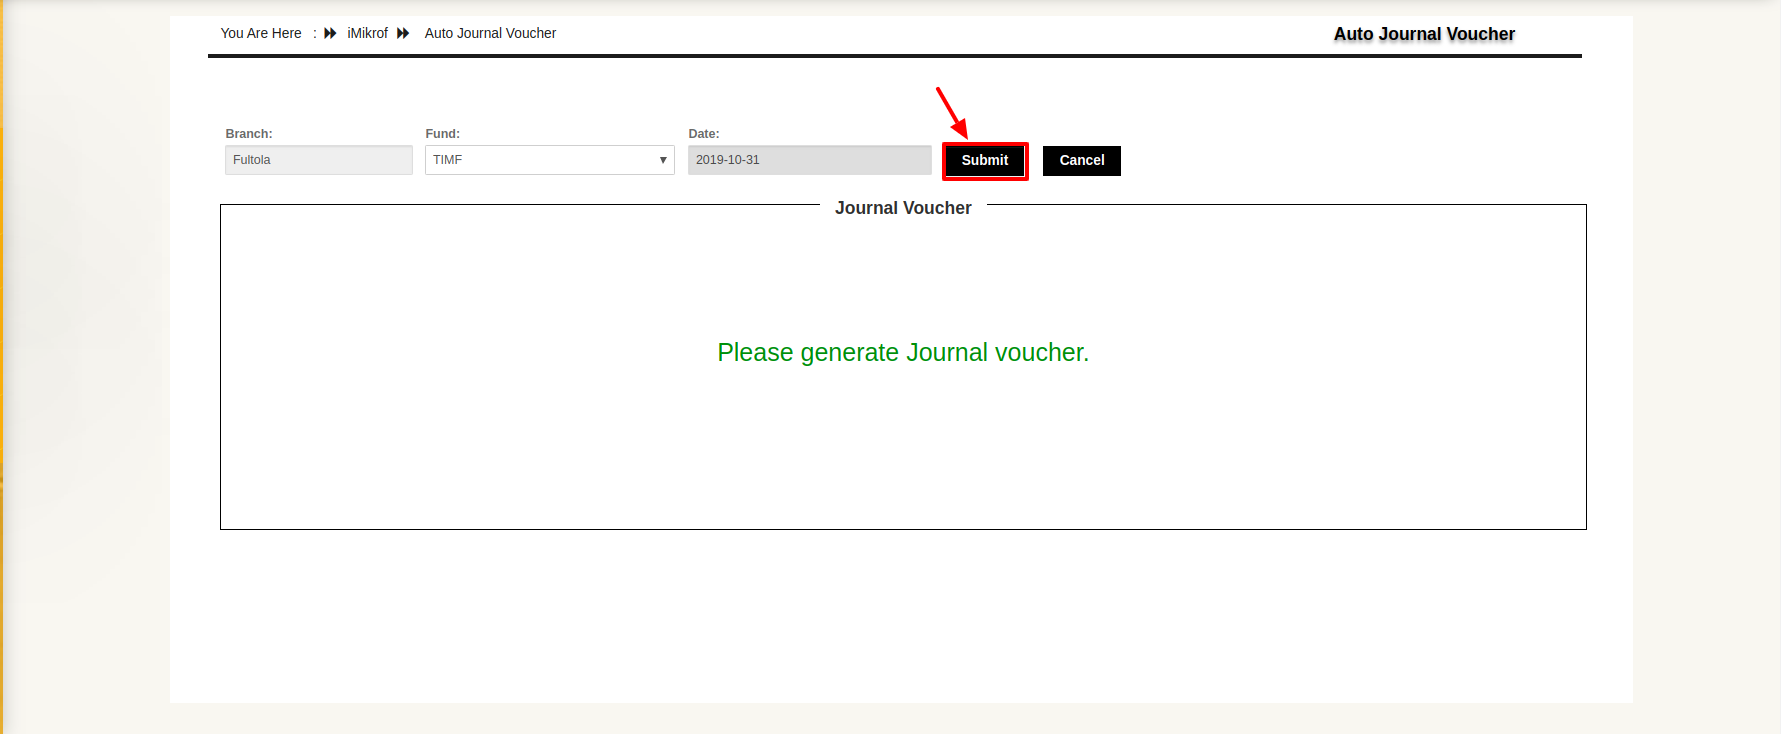 You Are Here : iMikrof Auto Journal Voucher
Auto Journal Voucher
Branch: Fund: Date:
Fultola TIMF 2019-10-31 Submit Cancel
Journal Voucher
Please generate Journal voucher.